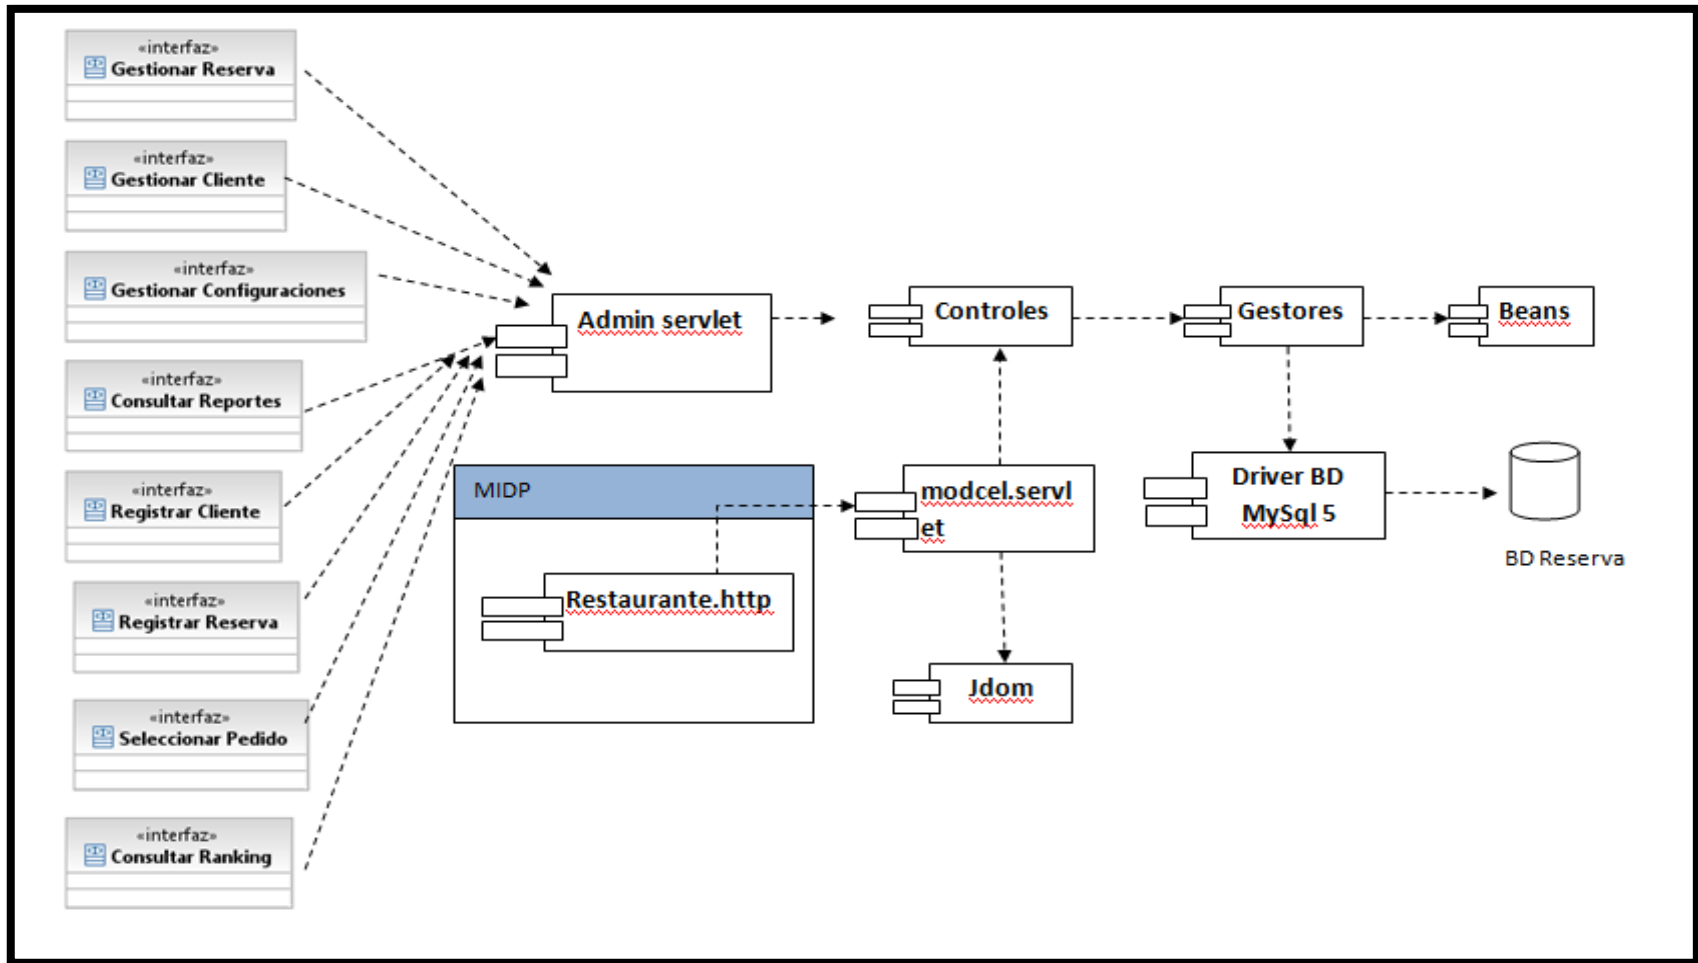 «interfaz»
Gestionar Reserva
«interfaz»
Gestionar Cliente
«interfaz»
Gestionar Configuraciones
«interfaz»
Consultar Reportes
«interfaz»
Registrar Cliente
«interfaz»
Registrar Reserva
«interfaz»
Seleccionar Pedido
«interfaz»
Consultar Ranking
Admin servlet
Controles
Gestores
Beans
MIDP
Restaurante.http
modcel.servl
et
Jdom
Driver BD
MySql 5
BD Reserva